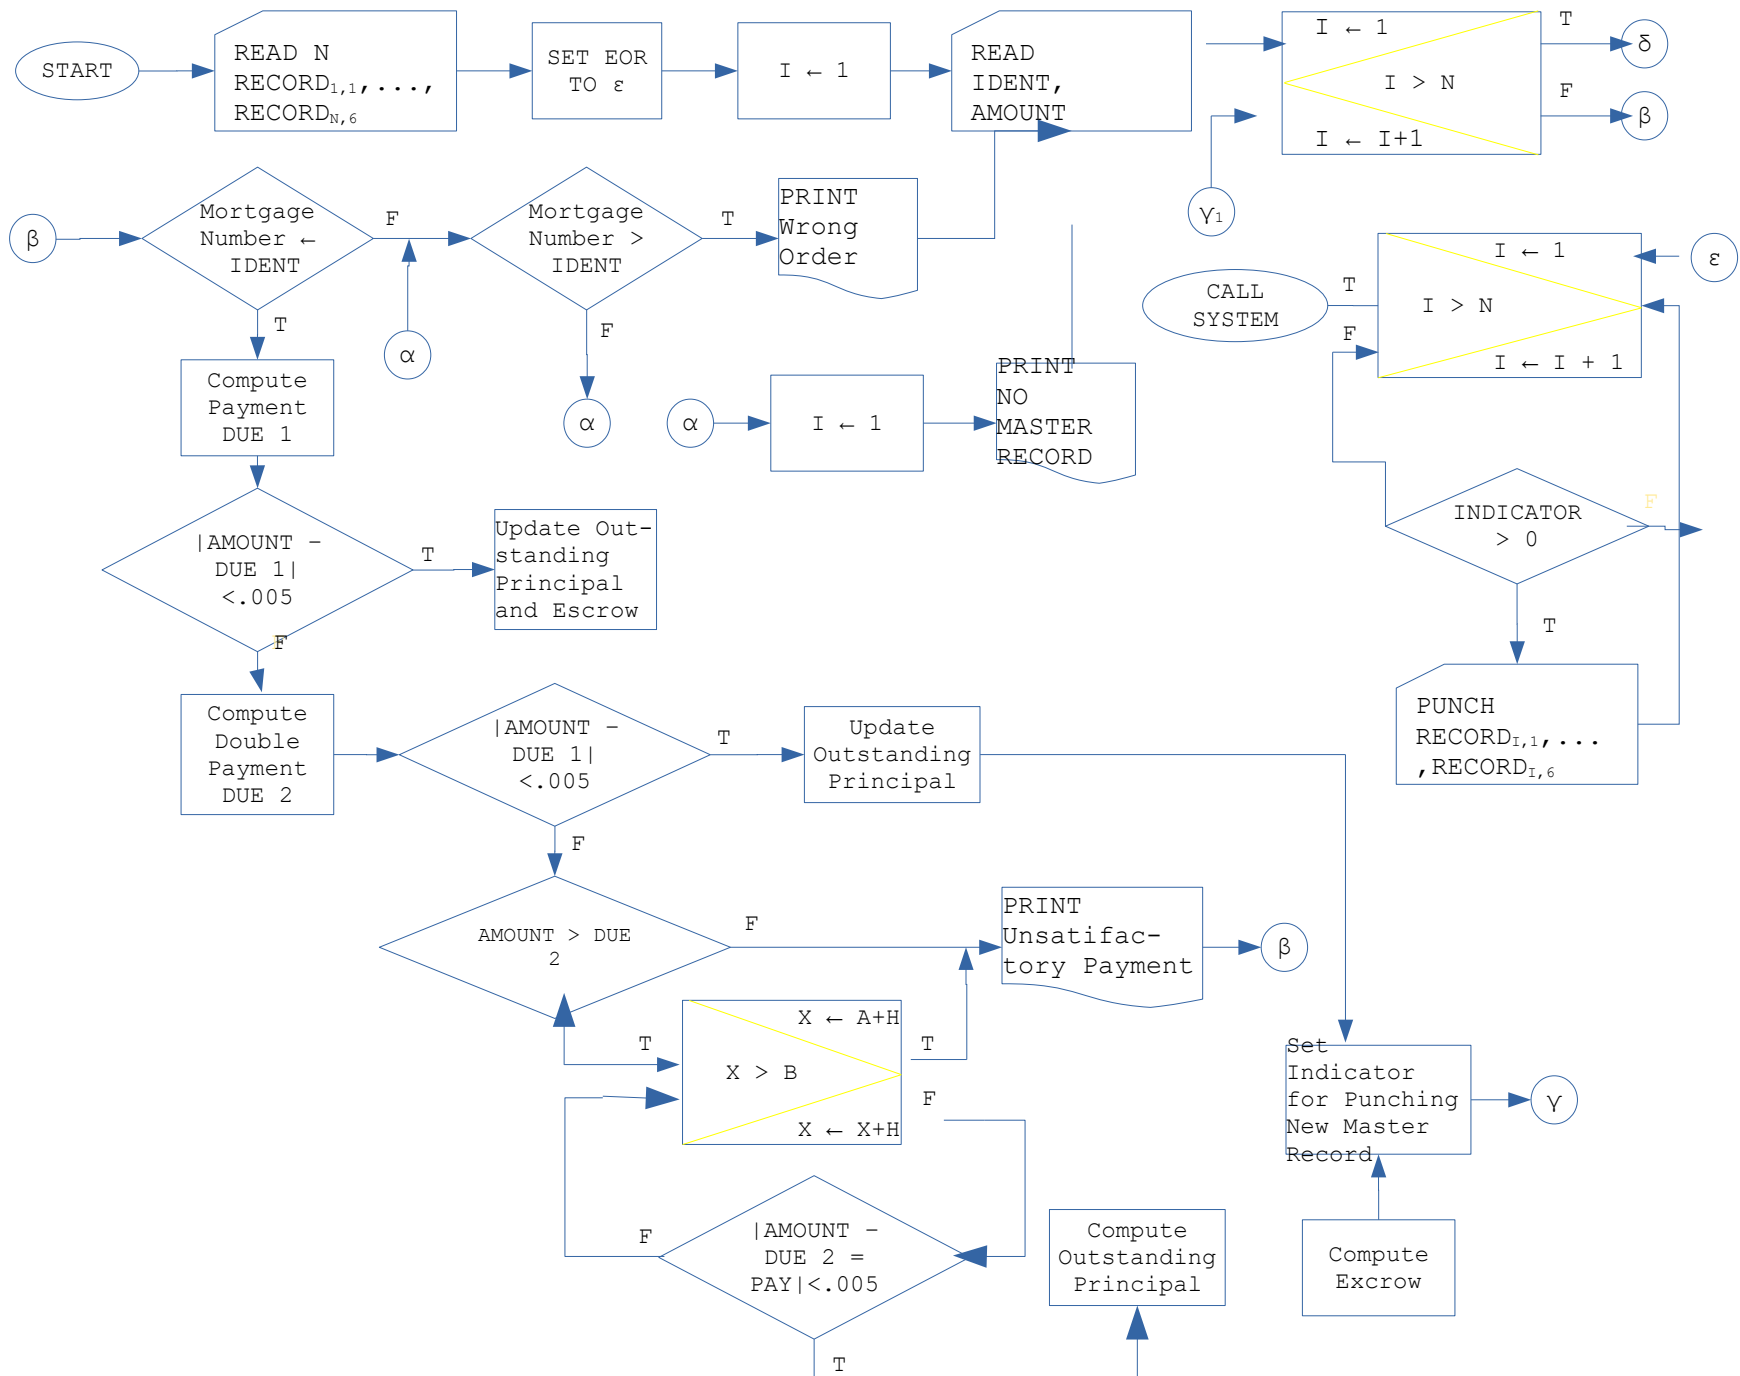 START
READ N
RECORD₁,₁,...,
RECORD_N,₆
SET EOR
TO ε
I ← 1
READ
IDENT,
AMOUNT
I ← 1
I > N
I ← I+1
T
δ
F
β
γ₁
β
Mortgage
Number ←
IDENT
F
T
α
Mortgage
Number >
IDENT
T
F
α
PRINT
Wrong
Order
α
I ← 1
PRINT
NO
MASTER
RECORD
CALL
SYSTEM
T
F
I ← 1
I > N
I ← I + 1
ε
INDICATOR
> 0
F
T
PUNCH
RECORD_I,₁,...
,RECORD_I,₆
Compute
Payment
DUE 1
|AMOUNT –
DUE 1|
<.005
T
F
Update Out-
standing
Principal
and Escrow
Compute
Double
Payment
DUE 2
|AMOUNT –
DUE 1|
<.005
T
F
Update
Outstanding
Principal
AMOUNT > DUE
2
F
T
PRINT
Unsatifac-
tory Payment
β
X ← A+H
X > B
X ← X+H
T
F
|AMOUNT –
DUE 2 =
PAY|<.005
F
T
Compute
Outstanding
Principal
Set
Indicator
for Punching
New Master
Record
γ
Compute
Excrow